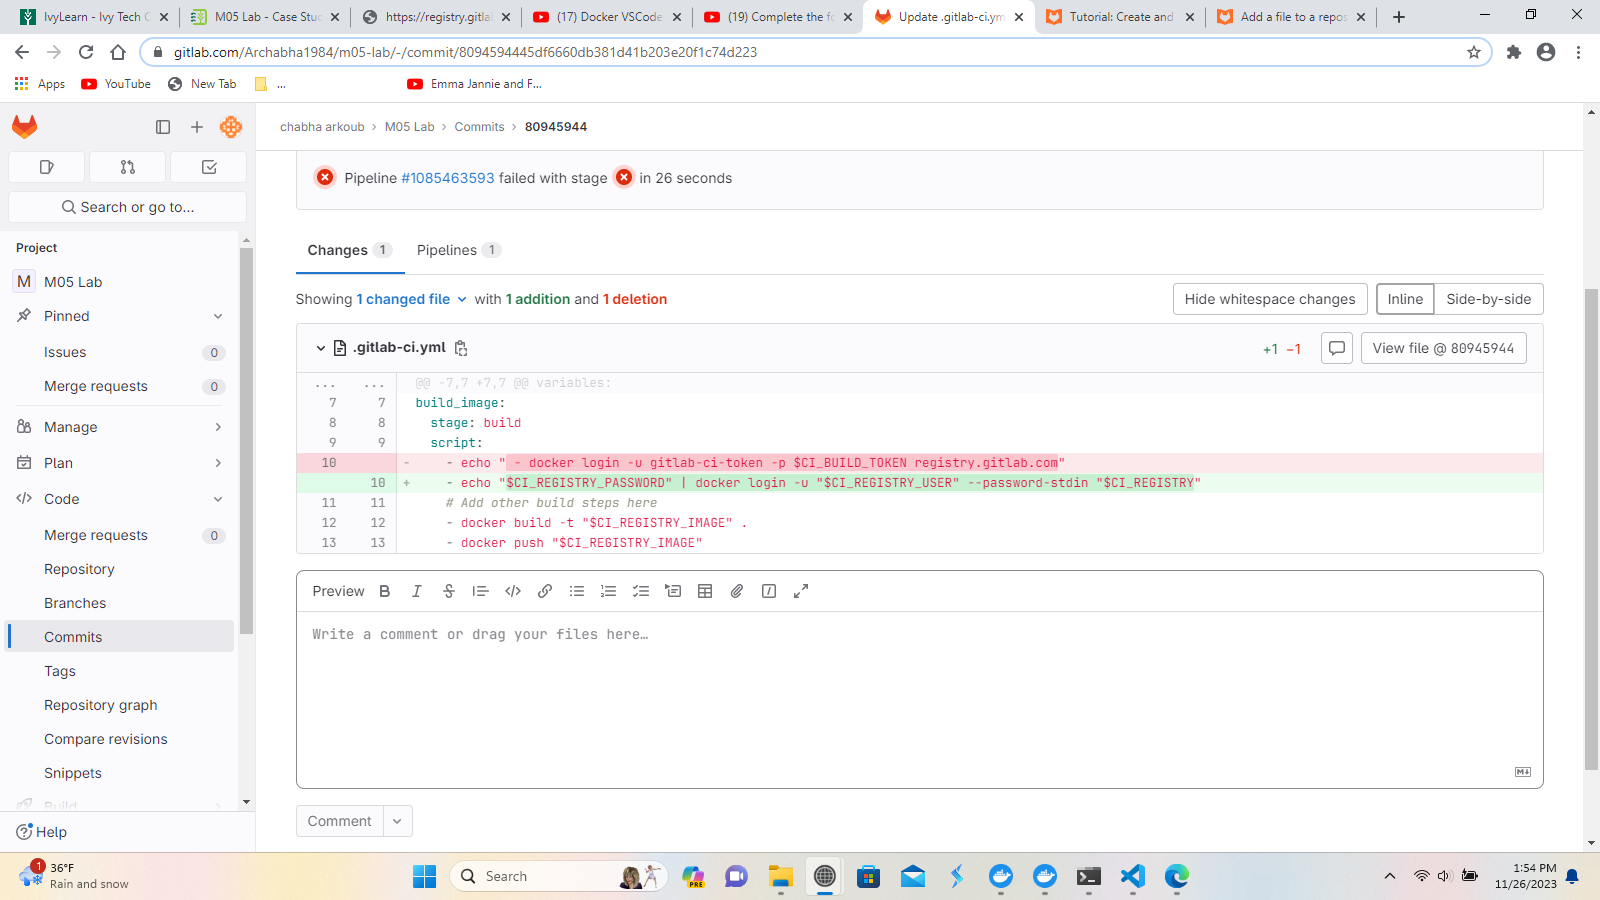 IvyLearn - Ivy Tech C
M05 Lab - Case Stud
https://registry.gitlab
(17) Docker VSCode
(19) Complete the fo
Update .gitlab-ci.ym
Tutorial: Create and
Add a file to a repos
gitlab.com/Archabha1984/m05-lab/-/commit/8094594445df6660db381d41b203e20f1c74d223
Apps
YouTube
New Tab
...
Emma Jannie and F...
chabha arkoub › M05 Lab › Commits › 80945944
Search or go to...
Project
M M05 Lab
Pinned
Issues 0
Merge requests 0
Manage
Plan
Code
Merge requests 0
Repository
Branches
Commits
Tags
Repository graph
Compare revisions
Snippets
Build
Help
Pipeline #1085463593 failed with stage in 26 seconds
Changes 1
Pipelines 1
Showing 1 changed file with 1 addition and 1 deletion
Hide whitespace changes
Inline
Side-by-side
.gitlab-ci.yml
+1 −1
View file @ 80945944
... ... @@ -7,7 +7,7 @@ variables:
7 7 build_image:
8 8 stage: build
9 9 script:
10 - - echo " - docker login -u gitlab-ci-token -p $CI_BUILD_TOKEN registry.gitlab.com"
10 + - echo "$CI_REGISTRY_PASSWORD" | docker login -u "$CI_REGISTRY_USER" --password-stdin "$CI_REGISTRY"
11 11 # Add other build steps here
12 12 - docker build -t "$CI_REGISTRY_IMAGE" .
13 13 - docker push "$CI_REGISTRY_IMAGE"
Preview B I S
Write a comment or drag your files here…
Comment
1
36°F
Rain and snow
Search
PRE
1:54 PM
11/26/2023